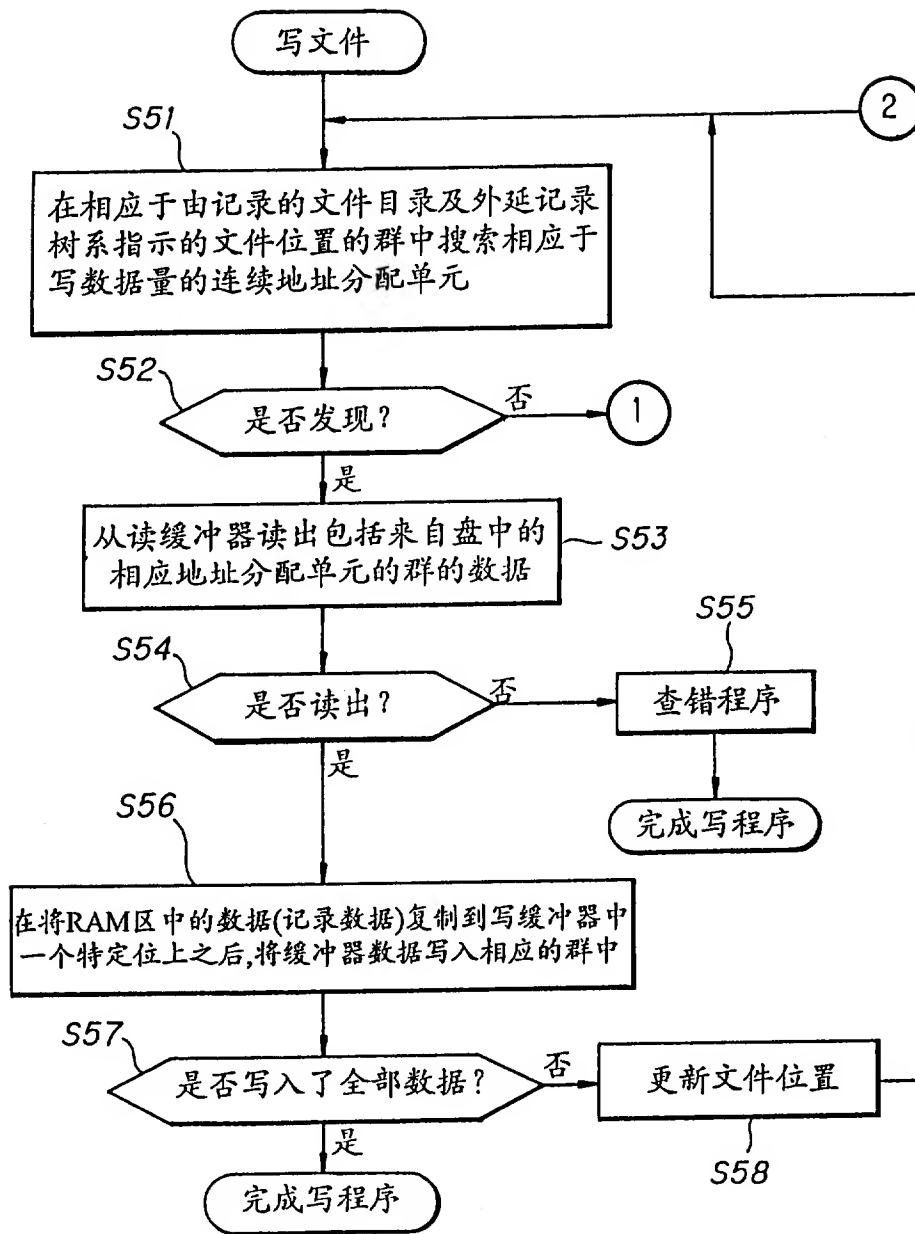 写文件
2
S51
在相应于由记录的文件目录及外延记录
树系指示的文件位置的群中搜索相应于
写数据量的连续地址分配单元
S52
是否发现?
否
1
是
从读缓冲器读出包括来自盘中的
相应地址分配单元的群的数据
S53
S54
是否读出?
否
S55
查错程序
是
完成写程序
S56
在将RAM区中的数据(记录数据)复制到写缓冲器中
一个特定位上之后,将缓冲器数据写入相应的群中
S57
是否写入了全部数据?
否
更新文件位置
S58
是
完成写程序